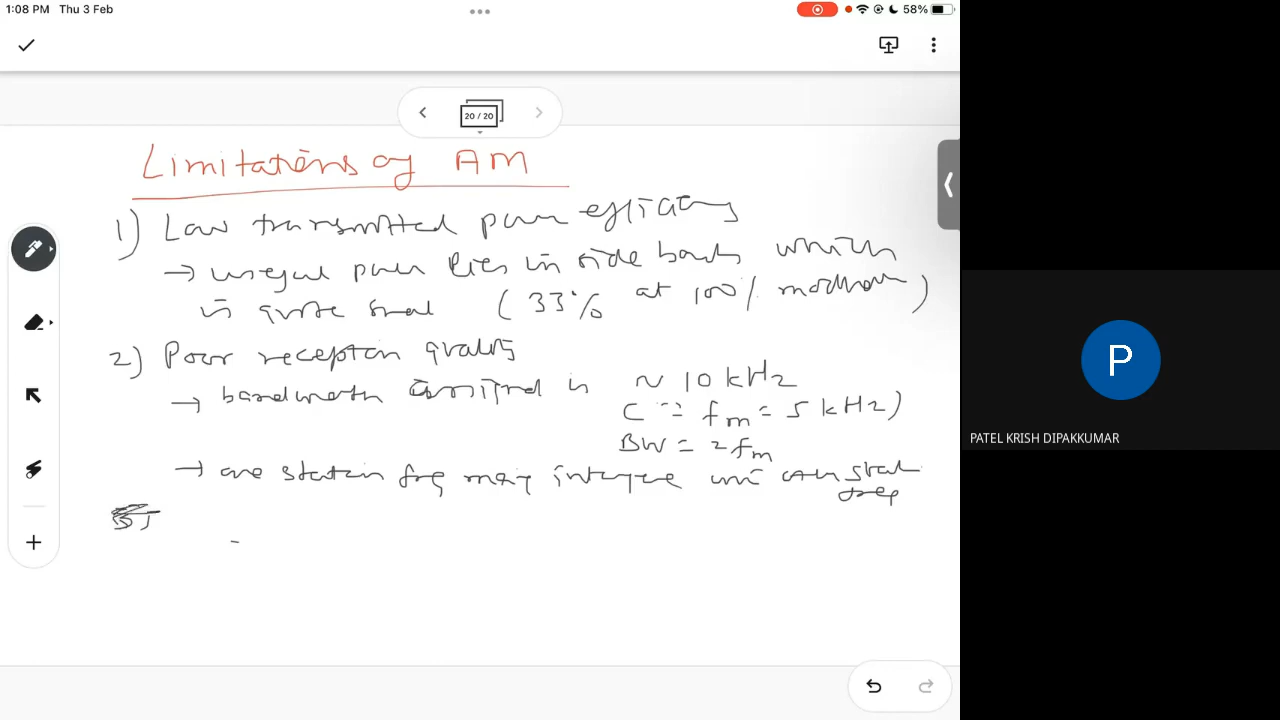 1:08 PM Thu 3 Feb
58%
20 / 20
Limitations of AM
1) Low transmitted power efficiency
→ useful power lies in side bands which
is quite small (33% at 100% modulation)
2) Poor reception quality
→ bandwidth assigned is ~ 10 kHz
(∵ fm = 5 kHz)
BW = 2fm
→ one station freq may interfere with other station
freq
P
PATEL KRISH DIPAKKUMAR